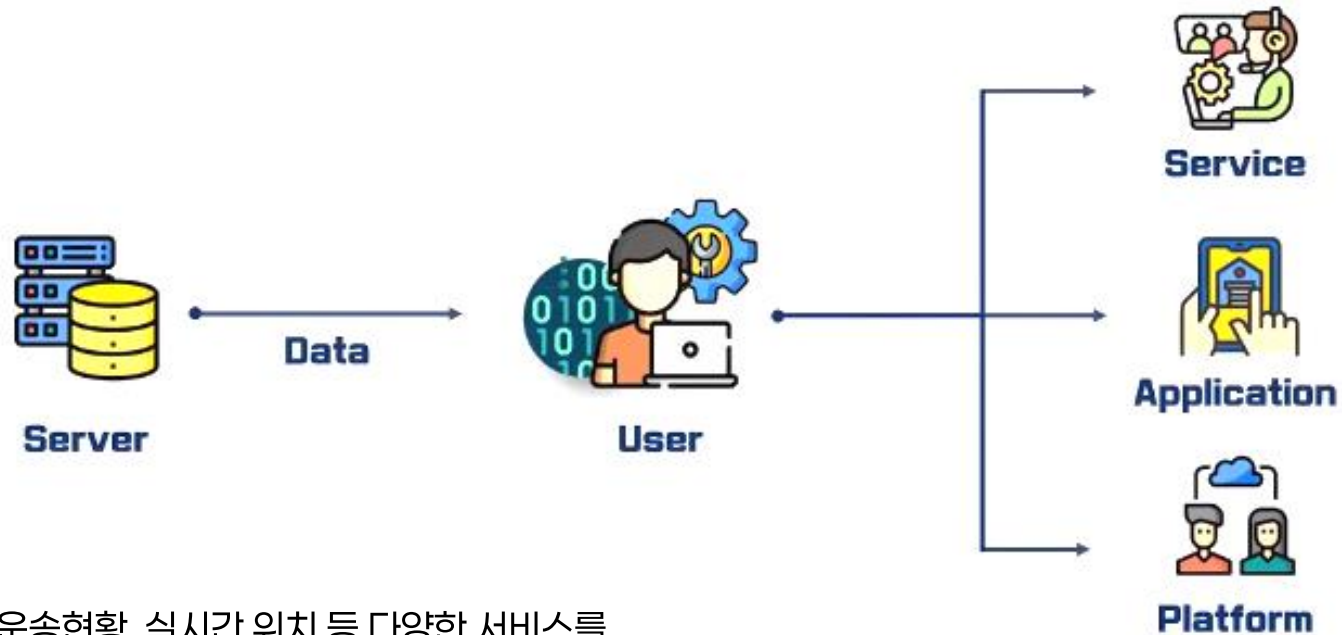 Service
Data
Server
User
Application
Platform
운송현황, 실시간 위치 등 다양한 서비스를